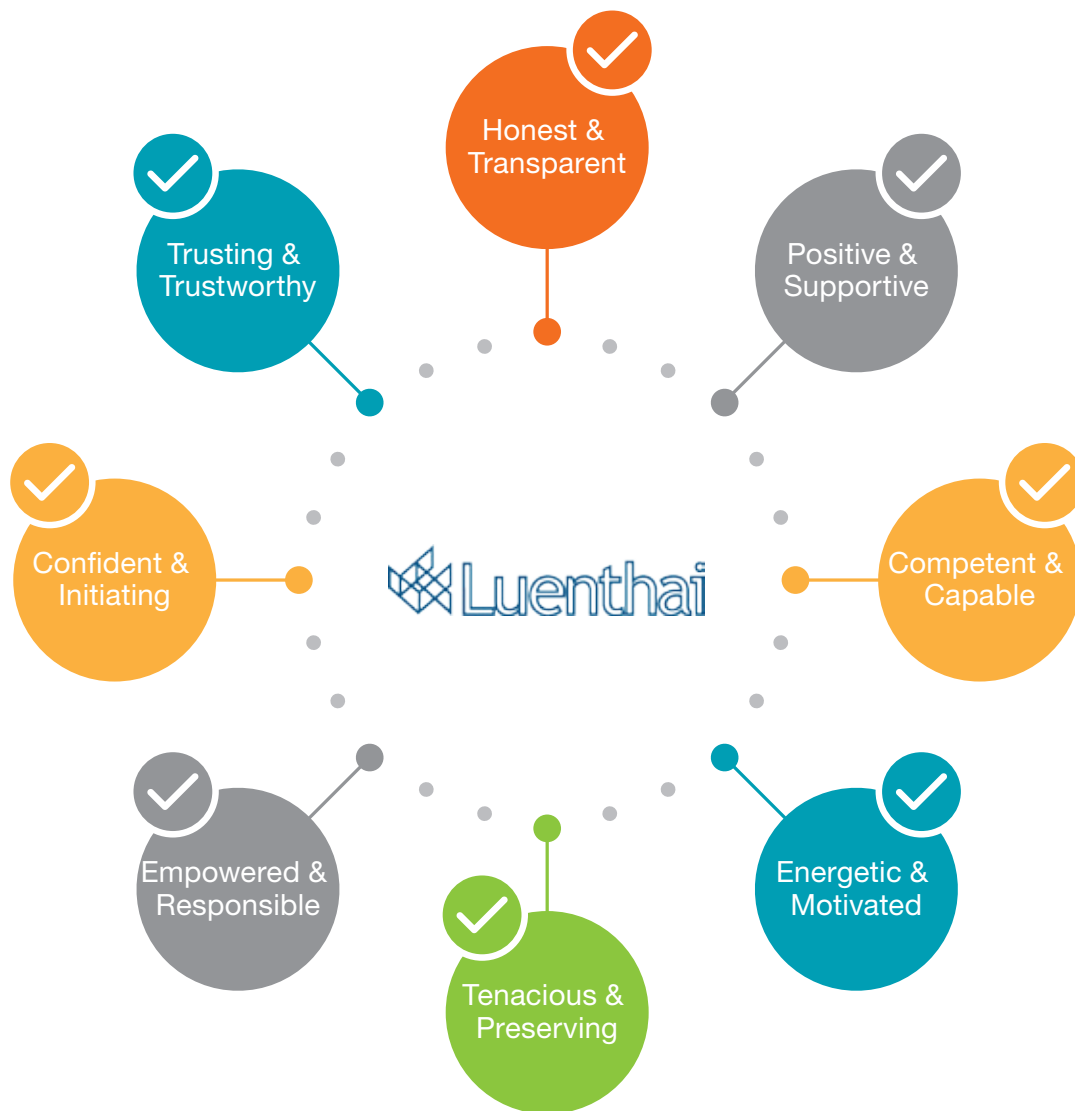 Honest &
Transparent
Trusting &
Trustworthy
Positive &
Supportive
Confident &
Initiating
Luenthai
Competent &
Capable
Empowered &
Responsible
Energetic &
Motivated
Tenacious &
Preserving